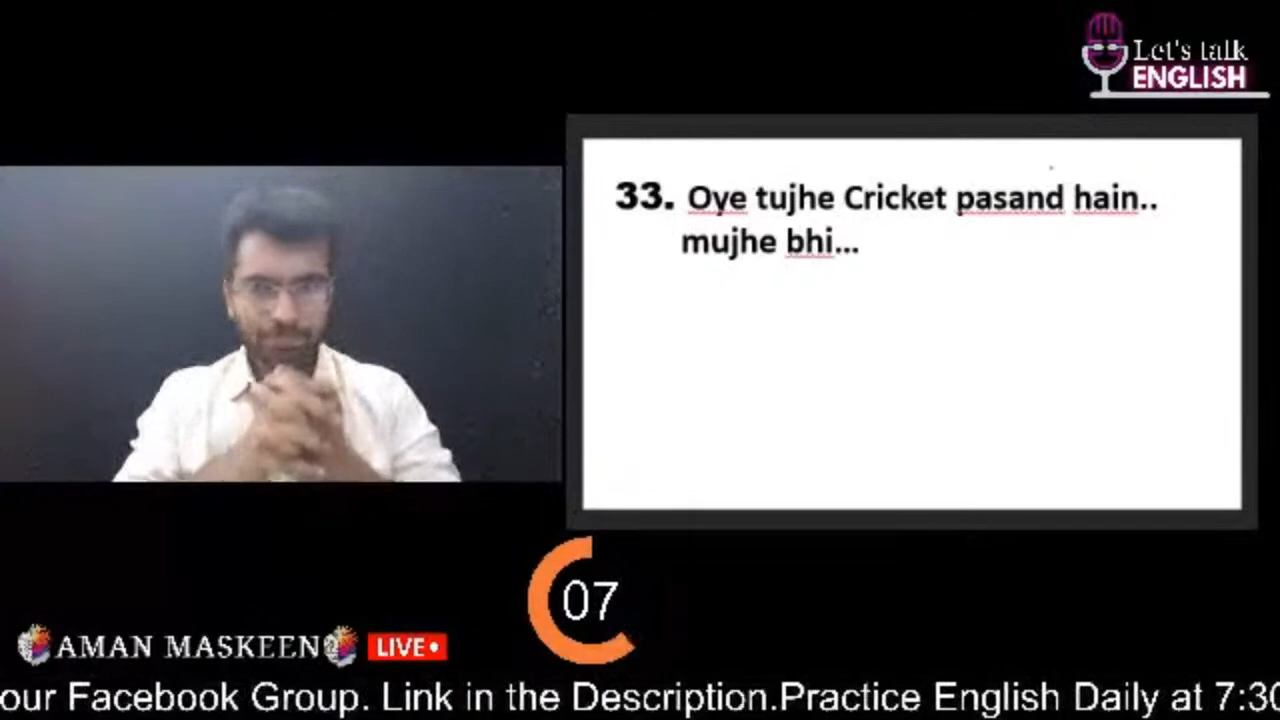 Let's talk
ENGLISH
33. Oye tujhe Cricket pasand hain..
mujhe bhi...
07
AMAN MASKEEN LIVE
our Facebook Group. Link in the Description.Practice English Daily at 7:30